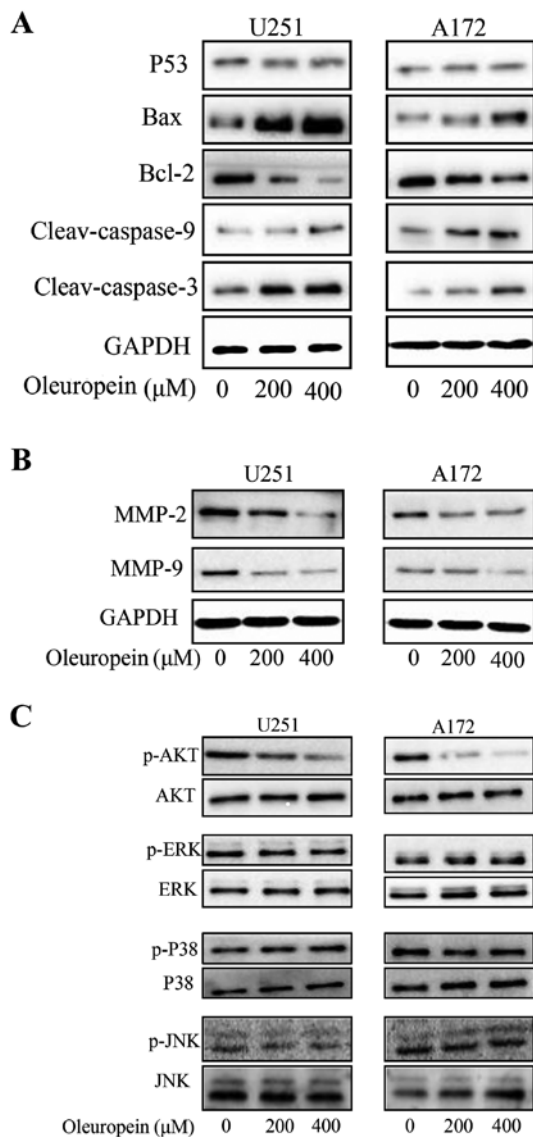 A
U251 A172
P53
Bax
Bcl-2
Cleav-caspase-9
Cleav-caspase-3
GAPDH
Oleuropein (μM) 0 200 400 0 200 400
B
U251 A172
MMP-2
MMP-9
GAPDH
Oleuropein (μM) 0 200 400 0 200 400
C
U251 A172
p-AKT
AKT
p-ERK
ERK
p-P38
P38
p-JNK
JNK
Oleuropein (μM) 0 200 400 0 200 400